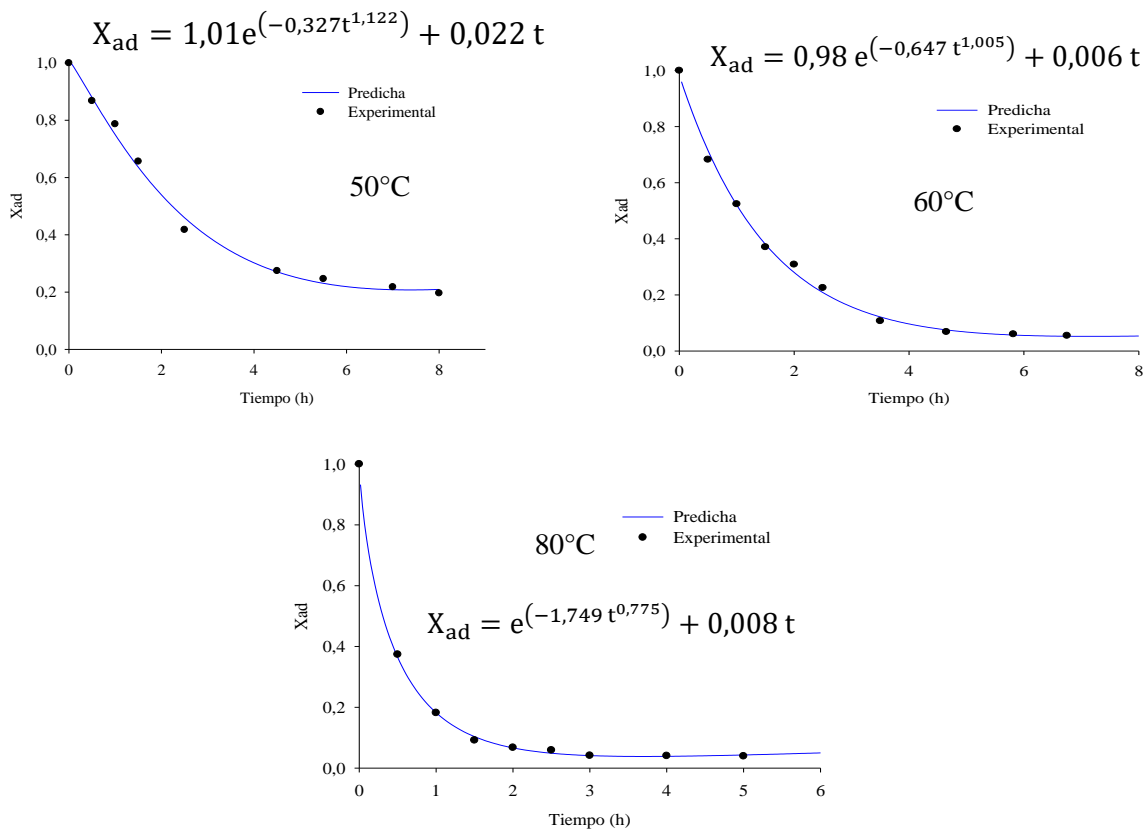 X_ad = 1,01e^(−0,327t^1,122) + 0,022 t
1,0
0,8
0,6
0,4
0,2
0,0
Xad
Predicha
Experimental
50°C
0 2 4 6 8
Tiempo (h)
X_ad = 0,98 e^(−0,647 t^1,005) + 0,006 t
1,0
0,8
0,6
0,4
0,2
0,0
Xad
Predicha
Experimental
60°C
0 2 4 6 8
Tiempo (h)
1,0
0,8
0,6
0,4
0,2
0,0
Xad
Predicha
Experimental
80°C
X_ad = e^(−1,749 t^0,775) + 0,008 t
0 1 2 3 4 5 6
Tiempo (h)